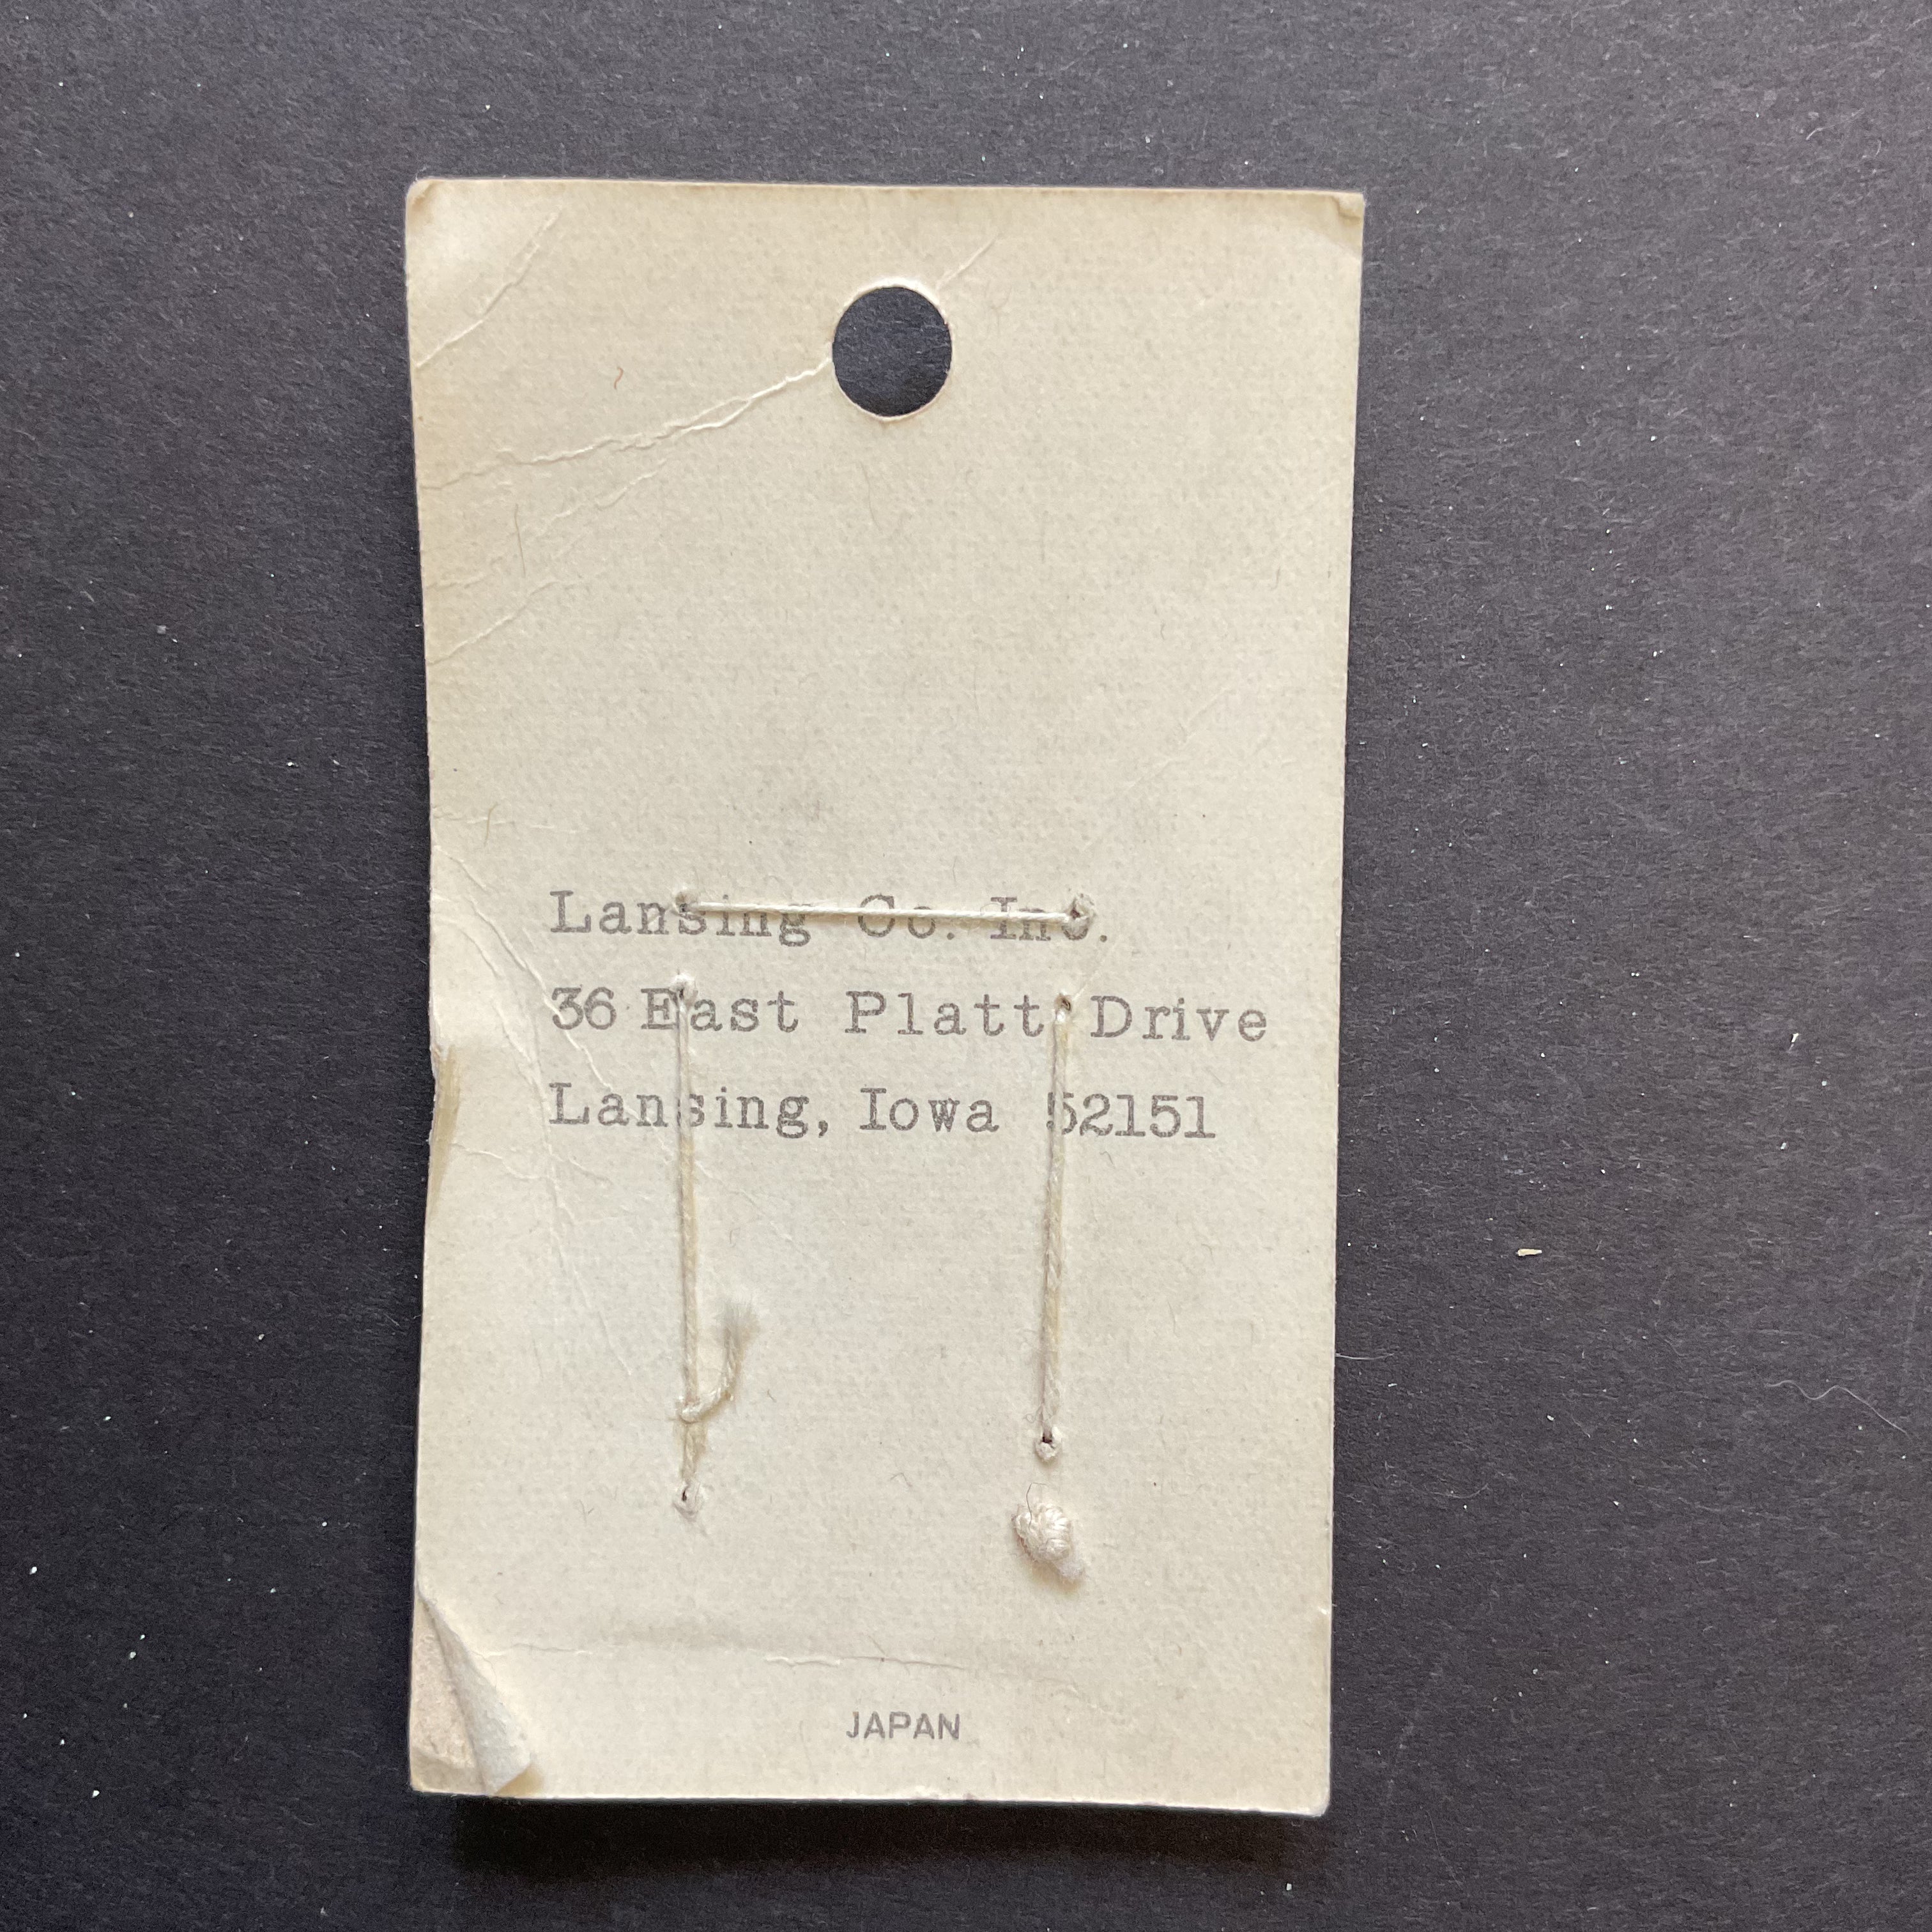 Lansing Co. Inc.
36 East Platt Drive
Lansing, Iowa 52151
JAPAN